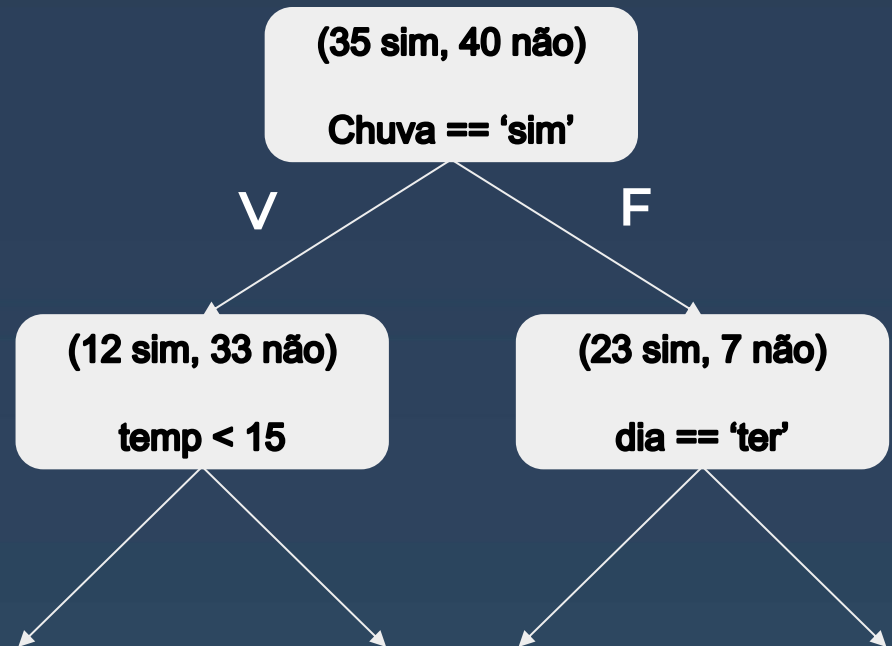 (35 sim, 40 não)
Chuva == ‘sim’
V
F
(12 sim, 33 não)
temp < 15
(23 sim, 7 não)
dia == ‘ter’